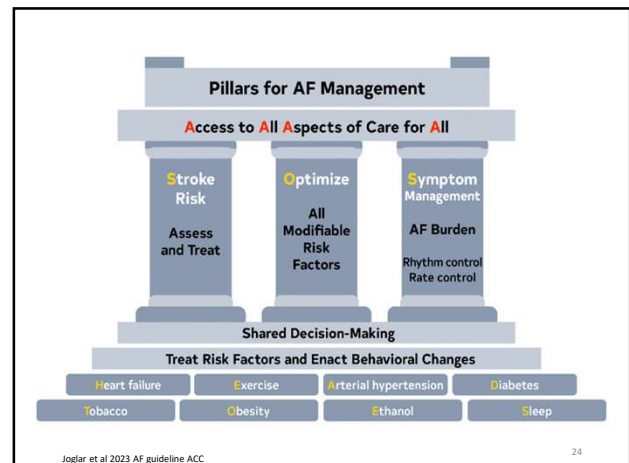 Pillars for AF Management
Access to All Aspects of Care for All
Stroke
Risk
Assess
and Treat
Optimize
All
Modifiable
Risk
Factors
Symptom
Management
AF Burden
Rhythm control
Rate control
Shared Decision-Making
Treat Risk Factors and Enact Behavioral Changes
Heart failure Exercise Arterial hypertension Diabetes
Tobacco Obesity Ethanol Sleep
Joglar et al 2023 AF guideline ACC
24